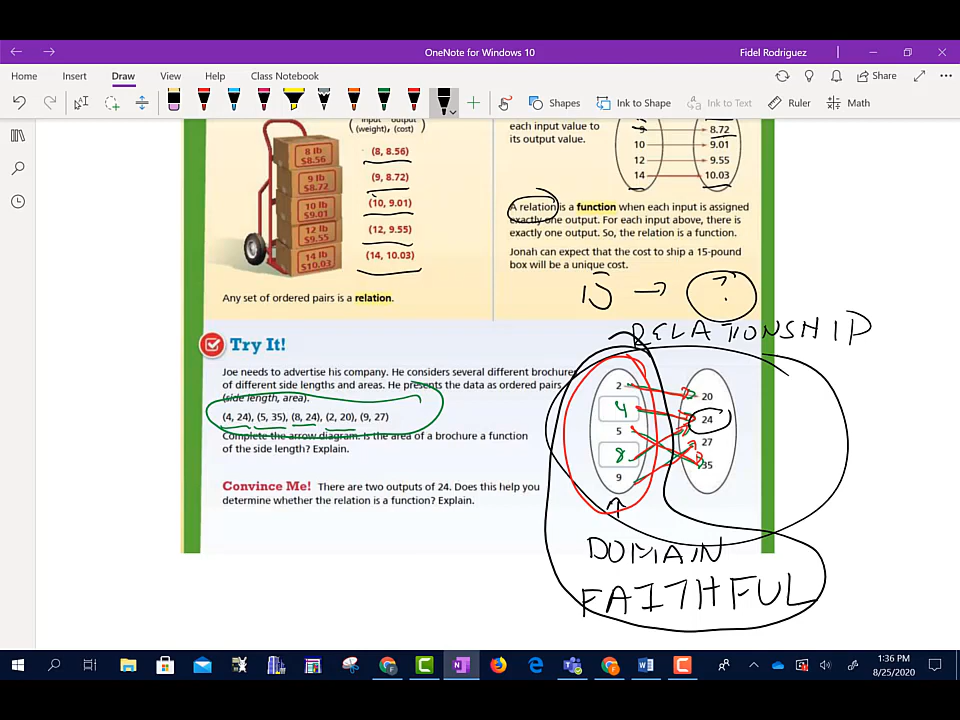 OneNote for Windows 10
Fidel Rodriguez
Home Insert Draw View Help Class Notebook
Share
Shapes Ink to Shape Ink to Text Ruler Math
input output
(weight), (cost)
8 lb
$8.56
9 lb
$8.72
10 lb
$9.01
12 lb
$9.55
14 lb
$10.03
(8, 8.56)
(9, 8.72)
(10, 9.01)
(12, 9.55)
(14, 10.03)
Any set of ordered pairs is a relation.
each input value to
its output value.
9 8.72
10 9.01
12 9.55
14 10.03
A relation is a function when each input is assigned
exactly one output. For each input above, there is
exactly one output. So, the relation is a function.
Jonah can expect that the cost to ship a 15-pound
box will be a unique cost.
15 → ?
RELATIONSHIP
Try It!
Joe needs to advertise his company. He considers several different brochures
of different side lengths and areas. He presents the data as ordered pairs
(side length, area).
(4, 24), (5, 35), (8, 24), (2, 20), (9, 27)
Complete the arrow diagram. Is the area of a brochure a function
of the side length? Explain.
Convince Me! There are two outputs of 24. Does this help you
determine whether the relation is a function? Explain.
2
4
5
8
9
20
24
27
35
DOMAIN
FAITHFUL
1:36 PM
8/25/2020